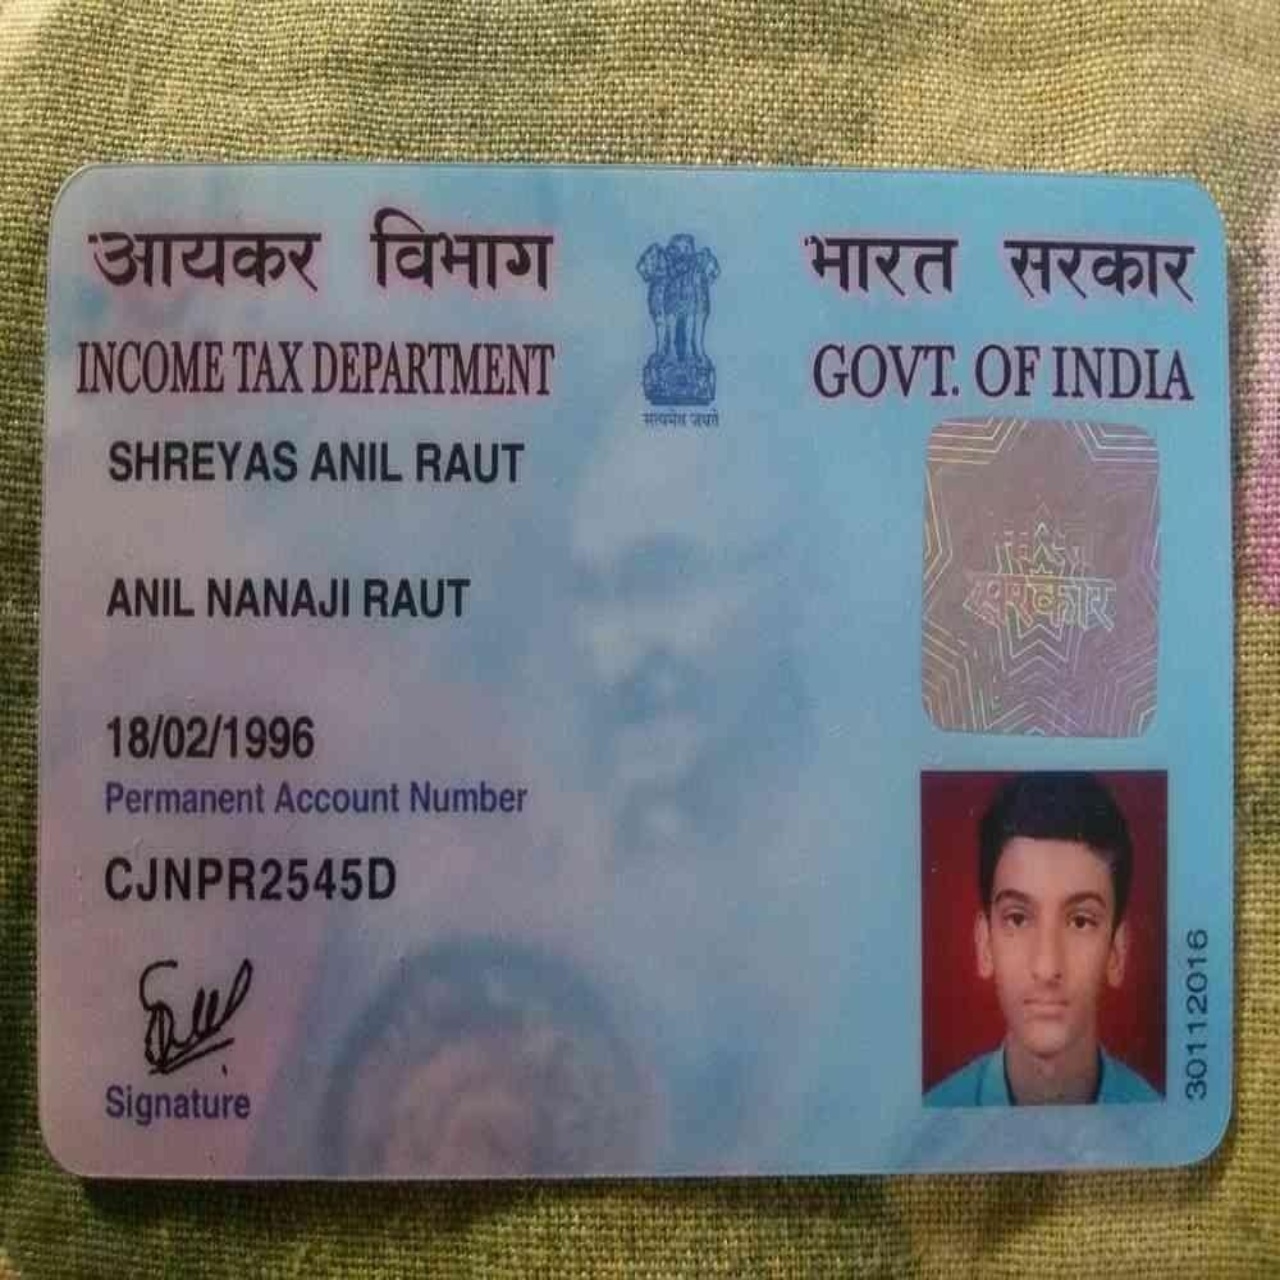 आयकर विभाग
भारत सरकार
INCOME TAX DEPARTMENT
GOVT. OF INDIA
सत्यमेव जयते
SHREYAS ANIL RAUT
ANIL NANAJI RAUT
18/02/1996
Permanent Account Number
CJNPR2545D
Signature
सरकार
30112016